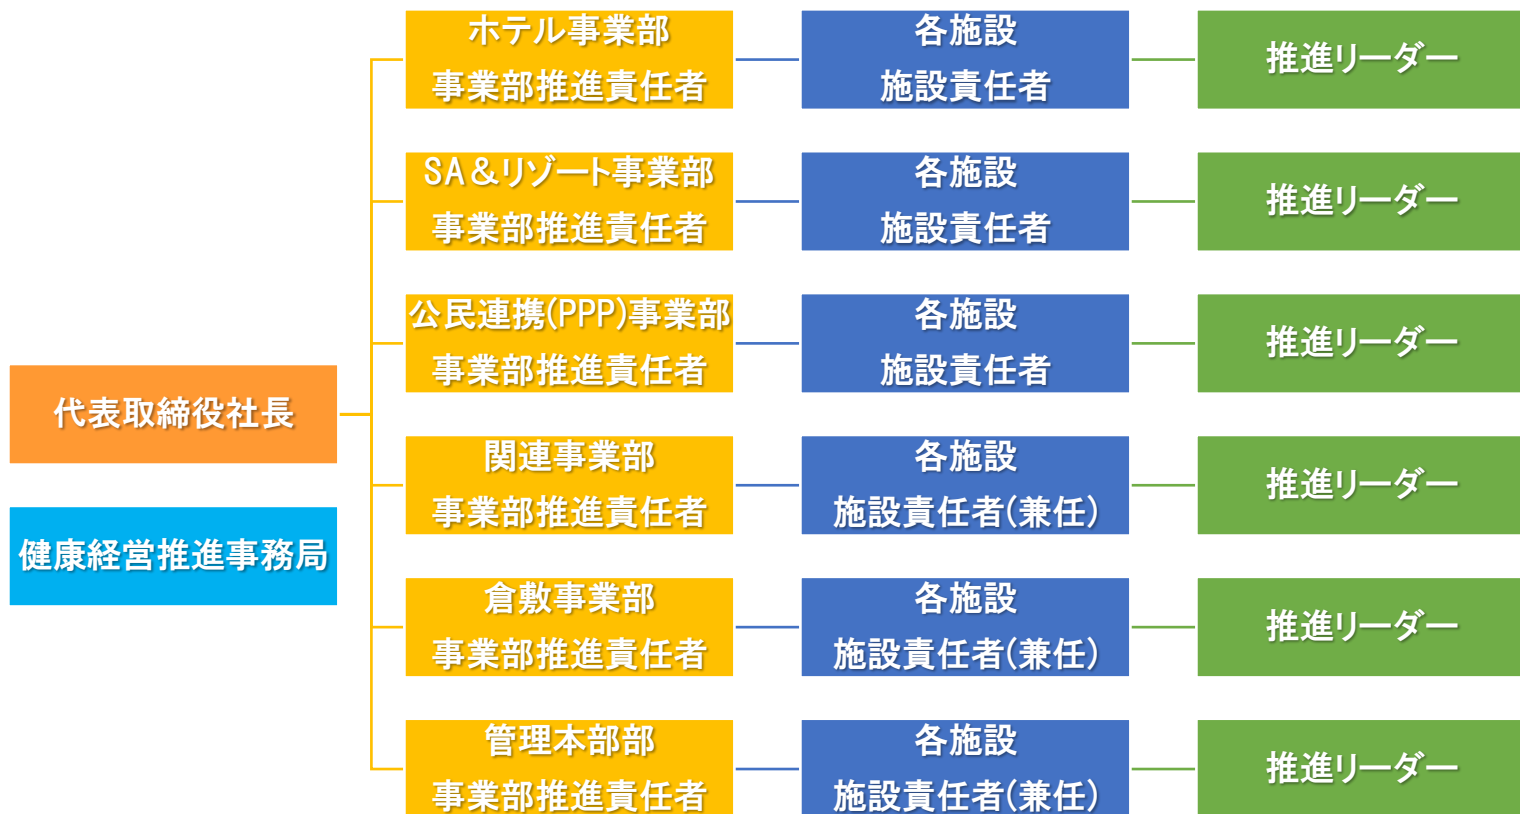 代表取締役社長
健康経営推進事務局
ホテル事業部
事業部推進責任者
各施設
施設責任者
推進リーダー
SA＆リゾート事業部
事業部推進責任者
各施設
施設責任者
推進リーダー
公民連携(PPP)事業部
事業部推進責任者
各施設
施設責任者
推進リーダー
関連事業部
事業部推進責任者
各施設
施設責任者(兼任)
推進リーダー
倉敷事業部
事業部推進責任者
各施設
施設責任者(兼任)
推進リーダー
管理本部部
事業部推進責任者
各施設
施設責任者(兼任)
推進リーダー